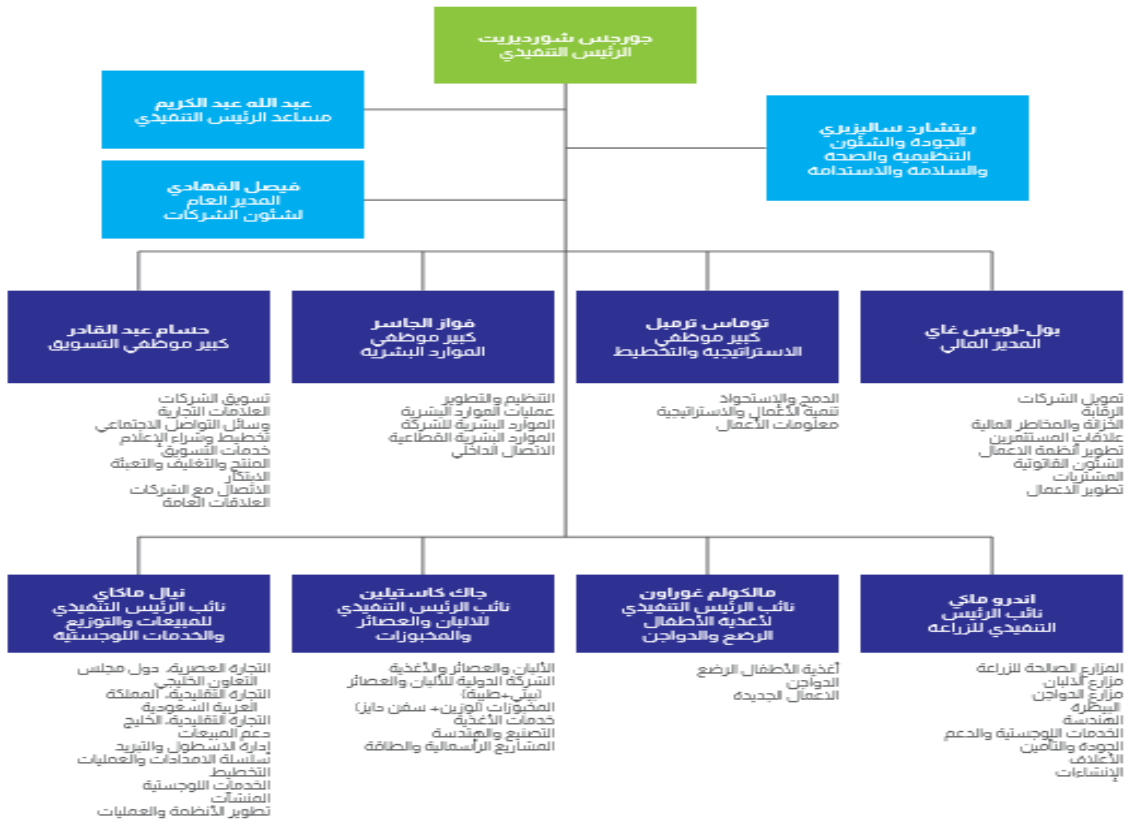 جورجس شورديريت
الرئيس التنفيذي
عبد الله عبد الكريم
مساعد الرئيس التنفيذي
ريتشارد ساليزبري
الجودة والشئون
التنظيمية والصحة
والسلامة والاستدامة
فيصل الفهادي
المدير العام
لشئون الشركات
بول-لويس غاي
المدير المالي
تمويل الشركات
الرقابة
الخزانة والمخاطر المالية
علاقات المستثمرين
تطوير أنظمة الاعمال
الشئون القانونية
المشتريات
تطوير الاعمال
توماس ترمبل
كبير موظفي
الاستراتيجية والتخطيط
الدمج والإستحواذ
تنمية الأعمال والاستراتيجية
معلومات الأعمال
فواز الجاسر
كبير موظفي
الموارد البشرية
التنظيم والتطوير
عمليات الموارد البشرية
الموارد البشرية للشركة
الموارد البشرية القطاعية
الاتصال الداخلي
حسام عبد القادر
كبير موظفي التسويق
تسويق الشركات
العلامات التجارية
وسائل التواصل الاجتماعي
تخطيط وشراء الإعلام
خدمات التسويق
المنتج والتغليف والتعبئة
الابتكار
الاتصال مع الشركات
العلاقات العامة
اندرو ماكي
نائب الرئيس
التنفيذي للزراعة
المزارع الصالحة للزراعة
مزارع الالبان
مزارع الدواجن
البيطرة
الهندسة
الخدمات اللوجستية والدعم
الجودة والتأمين
الأعلاف
الإنشاءات
مالكولم غوراون
نائب الرئيس التنفيذي
لأغذية الأطفال
الرضع والدواجن
أغذية الأطفال الرضع
الدواجن
الاعمال الجديدة
جاك كاستيلين
نائب الرئيس التنفيذي
للالبان والعصائر
والمخبوزات
الألبان والعصائر والأغذية
الشركة الدولية للألبان والعصائر
(بيتي+طيبة)
المخبوزات (لوزين+ سفن دايز)
خدمات الأغذية
التصنيع والهندسة
المشاريع الرأسمالية والطاقة
نيال ماكاي
نائب الرئيس التنفيذي
للمبيعات والتوزيع
والخدمات اللوجستية
التجارة العصرية، دول مجلس
التعاون الخليجي
التجارة التقليدية، المملكة
العربية السعودية
التجارة التقليدية، الخليج
دعم المبيعات
إدارة الاسطول والتبريد
سلسلة الامدادات والعمليات
التخطيط
الخدمات اللوجستية
المنشآت
تطوير الأنظمة والعمليات